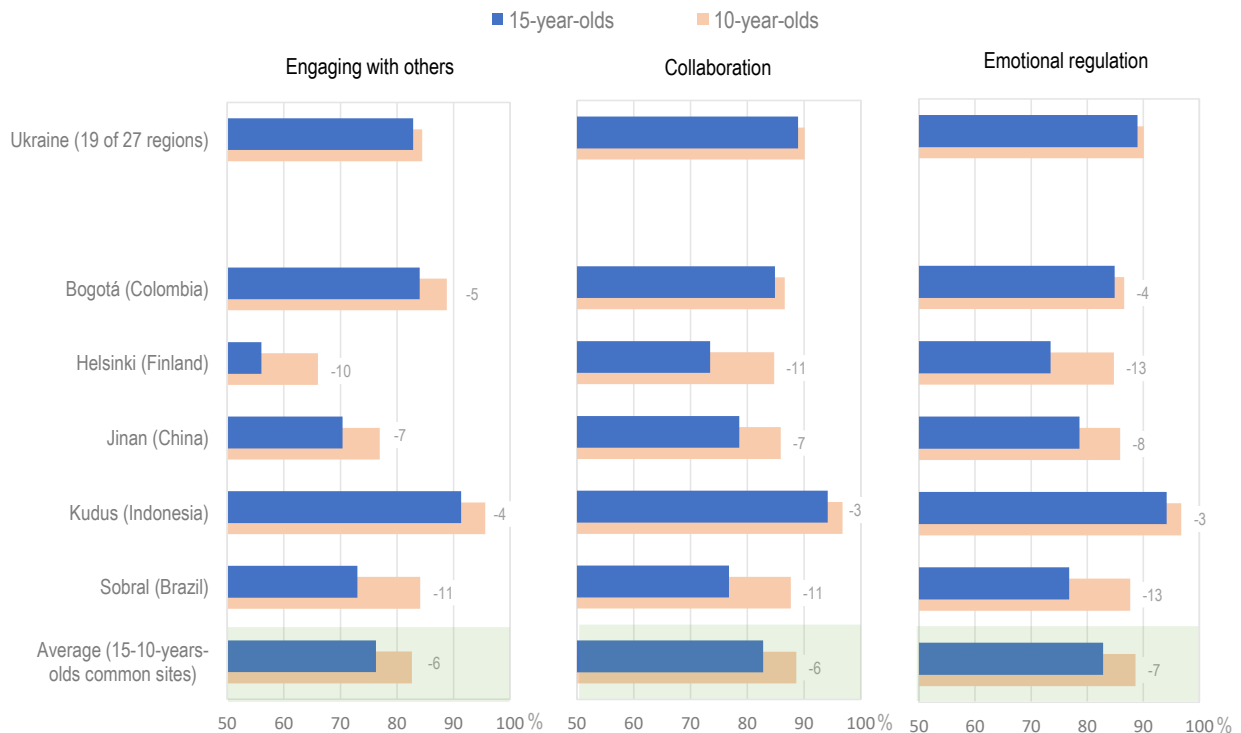 15-year-olds 10-year-olds
Engaging with others Collaboration Emotional regulation
Ukraine (19 of 27 regions)
Bogotá (Colombia) -5 -4
Helsinki (Finland) -10 -11 -13
Jinan (China) -7 -7 -8
Kudus (Indonesia) -4 -3 -3
Sobral (Brazil) -11 -11 -13
Average (15-10-years-
olds common sites) -6 -6 -7
50 60 70 80 90 100 % 50 60 70 80 90 100 % 50 60 70 80 90 100 %